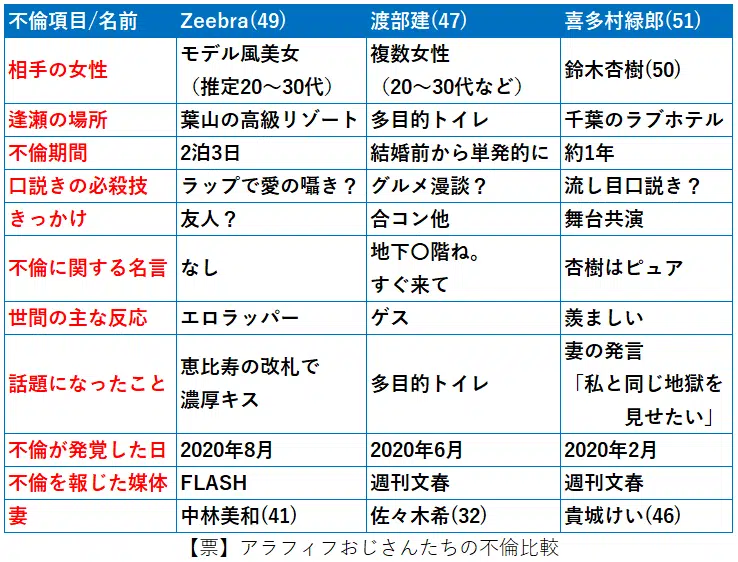 不倫項目/名前 Zeebra(49) 渡部建(47) 喜多村緑郎(51)
相手の女性 モデル風美女 複数女性 鈴木杏樹(50)
（推定20～30代） （20～30代など）
逢瀬の場所 葉山の高級リゾート 多目的トイレ 千葉のラブホテル
不倫期間 2泊3日 結婚前から単発的に 約1年
口説きの必殺技 ラップで愛の囁き？ グルメ漫談？ 流し目口説き？
きっかけ 友人？ 合コン他 舞台共演
不倫に関する名言 なし 地下〇階ね。 杏樹はピュア
すぐ来て
世間の主な反応 エロラッパー ゲス 羨ましい
話題になったこと 恵比寿の改札で 多目的トイレ 妻の発言
濃厚キス 「私と同じ地獄を
見せたい」
不倫が発覚した日 2020年8月 2020年6月 2020年2月
不倫を報じた媒体 FLASH 週刊文春 週刊文春
妻 中林美和(41) 佐々木希(32) 貴城けい(46)
【票】アラフィフおじさんたちの不倫比較